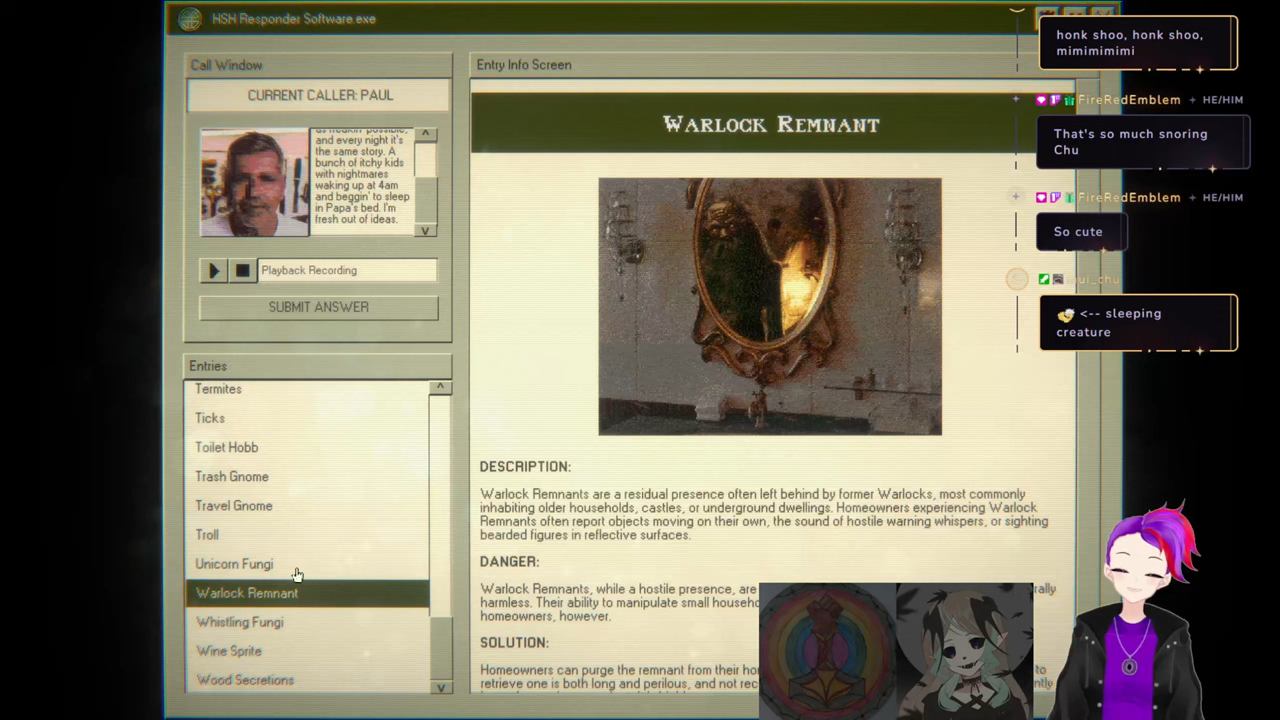 HSH Responder Software.exe
Call Window
CURRENT CALLER: PAUL
as freakin' possible,
and every night it's
the same story. A
bunch of itchy kids
with nightmares
waking up at 4am
and beggin' to sleep
in Papa's bed. I'm
fresh out of ideas.
Playback Recording
SUBMIT ANSWER
Entries
Termites
Ticks
Toilet Hobb
Trash Gnome
Travel Gnome
Troll
Unicorn Fungi
Warlock Remnant
Whistling Fungi
Wine Sprite
Wood Secretions
Entry Info Screen
WARLOCK REMNANT
DESCRIPTION:
Warlock Remnants are a residual presence often left behind by former Warlocks, most commonly
inhabiting older households, castles, or underground dwellings. Homeowners experiencing Warlock
Remnants often report objects moving on their own, the sound of hostile warning whispers, or sighting
bearded figures in reflective surfaces.
DANGER:
Warlock Remnants, while a hostile presence, are
harmless. Their ability to manipulate small
homeowners, however.
SOLUTION:
Homeowners can purge the remnant from their to
retrieve one is both long and perilous, and not
honk shoo, honk shoo,
mimimimimi
FireRedEmblem + HE/HIM
That's so much snoring
Chu
FireRedEmblem + HE/HIM
So cute
<-- sleeping
creature